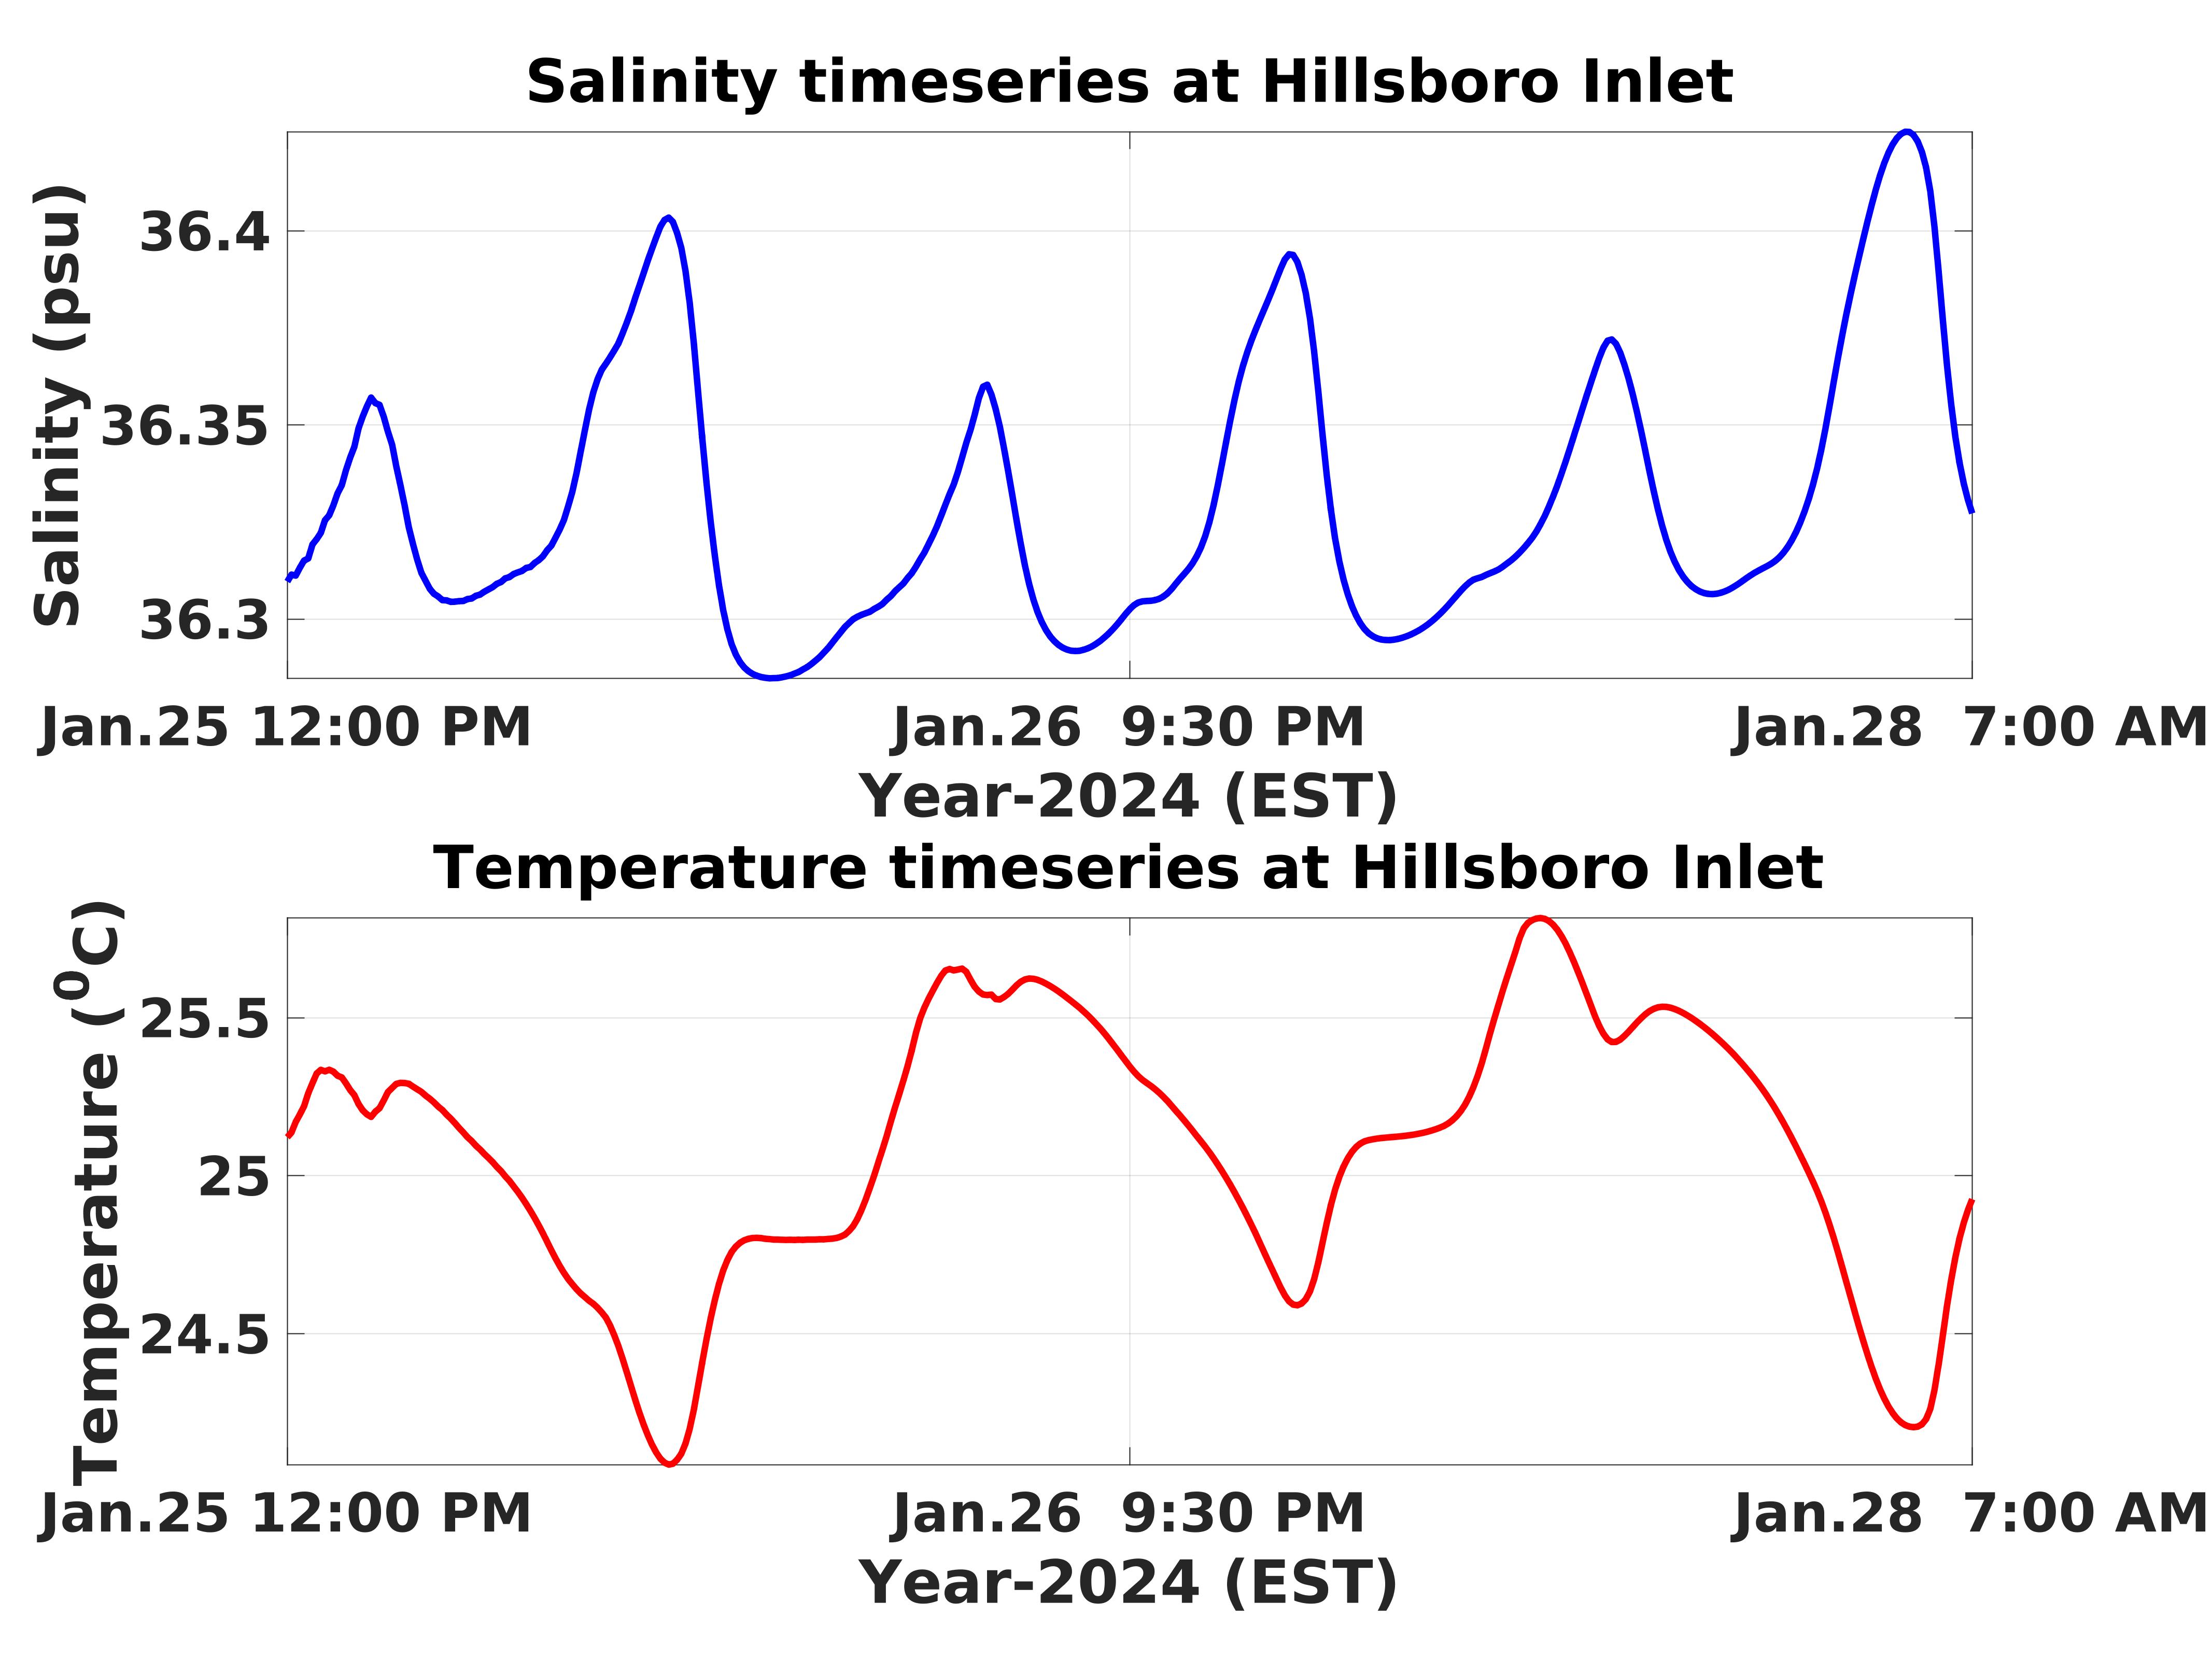 Salinity timeseries at Hillsboro Inlet
Salinity (psu)
36.4
36.35
36.3
Jan.25 12:00 PM
Jan.26  9:30 PM
Jan.28  7:00 AM
Year-2024 (EST)
Temperature timeseries at Hillsboro Inlet
Temperature (⁰C)
25.5
25
24.5
Jan.25 12:00 PM
Jan.26  9:30 PM
Jan.28  7:00 AM
Year-2024 (EST)